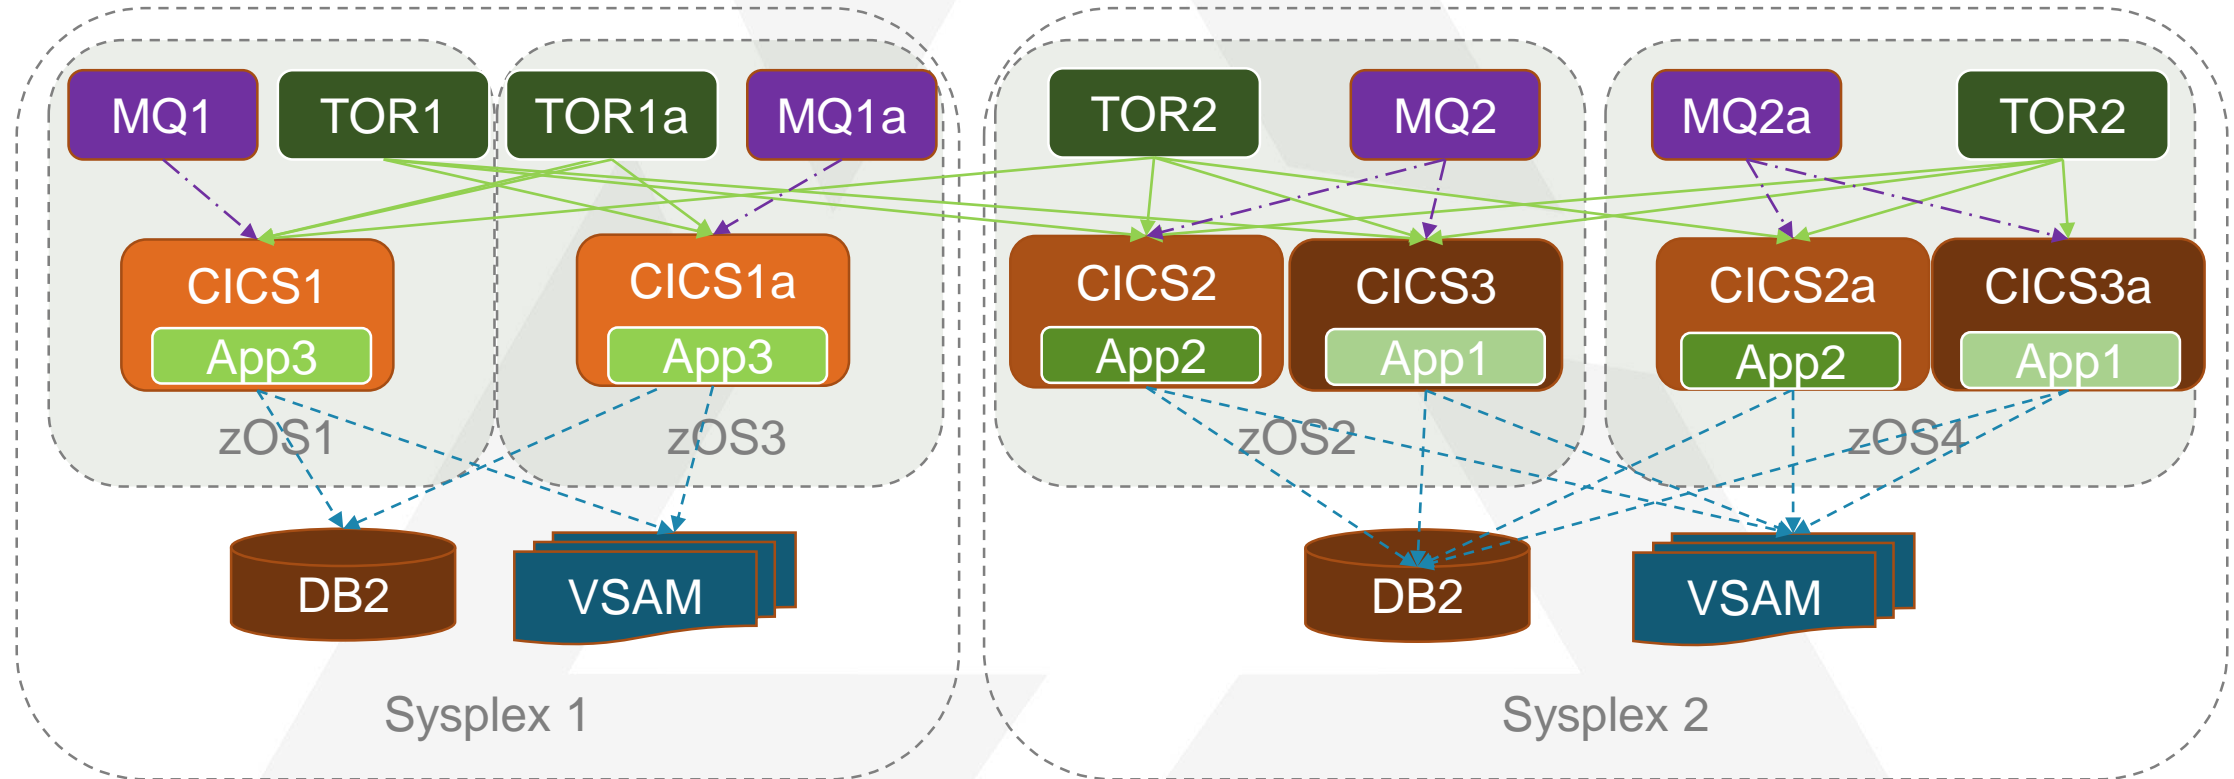 MQ1
TOR1
TOR1a
MQ1a
TOR2
MQ2
MQ2a
TOR2
CICS1
CICS1a
CICS2
CICS3
CICS2a
CICS3a
App3
App3
App2
App1
App2
App1
zOS1
zOS3
zOS2
zOS4
DB2
VSAM
DB2
VSAM
Sysplex 1
Sysplex 2